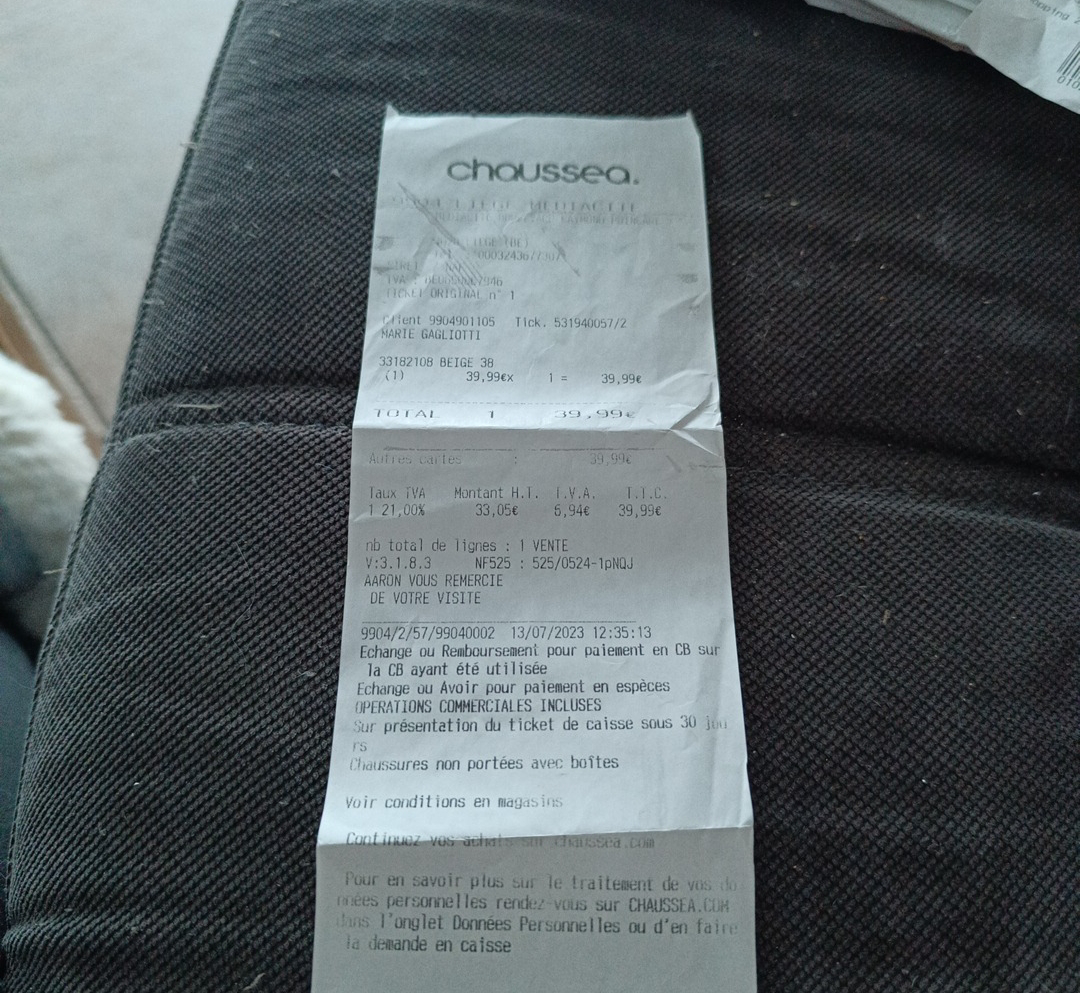 chaussea.
LIEGE MEDIACITE
TICKET ORIGINAL n° 1
Client 9904901105 Tick. 531940057/2
MARIE GAGLIOTTI
33182108 BEIGE 38
(1) 39,99€x 1 = 39,99€
TOTAL 1 39,99€
Autres cartes : 39,99€
Taux TVA Montant H.T. T.V.A. T.T.C.
1 21,00% 33,05€ 6,94€ 39,99€
nb total de lignes : 1 VENTE
V:3.1.8.3 NF525 : 525/0524-1pNQJ
AARON VOUS REMERCIE
DE VOTRE VISITE
9904/2/57/99040002 13/07/2023 12:35:13
Echange ou Remboursement pour paiement en CB sur
la CB ayant été utilisée
Echange ou Avoir pour paiement en espèces
OPERATIONS COMMERCIALES INCLUSES
Sur présentation du ticket de caisse sous 30 jou
rs
Chaussures non portées avec boîtes
Voir conditions en magasins
Continuez vos achats sur chaussea.com
Pour en savoir plus sur le traitement de vos do
nnées personnelles rendez-vous sur CHAUSSEA.COM
dans l'onglet Données Personnelles ou d'en faire
la demande en caisse